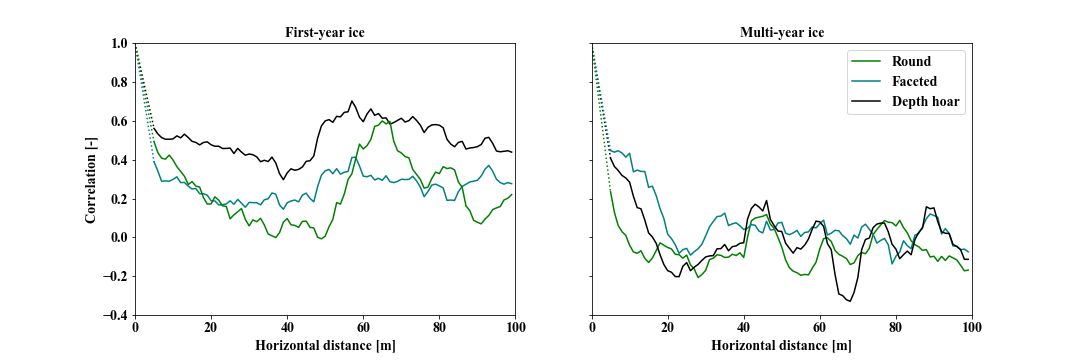 First-year ice
Multi-year ice
Correlation [-]
1.0
0.8
0.6
0.4
0.2
0.0
−0.2
−0.4
0 20 40 60 80 100
Horizontal distance [m]
Round
Faceted
Depth hoar
0 20 40 60 80 100
Horizontal distance [m]